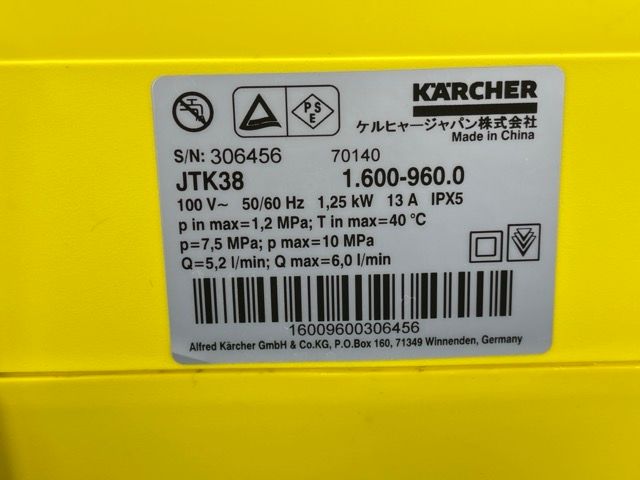 KÄRCHER
PS
E
ケルヒャージャパン株式会社
Made in China
S/N: 306456 70140
JTK38 1.600-960.0
100 V~ 50/60 Hz 1,25 kW 13 A IPX5
p in max=1,2 MPa; T in max=40 °C
p=7,5 MPa; p max=10 MPa
Q=5,2 l/min; Q max=6,0 l/min
16009600306456
Alfred Kärcher GmbH & Co.KG, P.O.Box 160, 71349 Winnenden, Germany